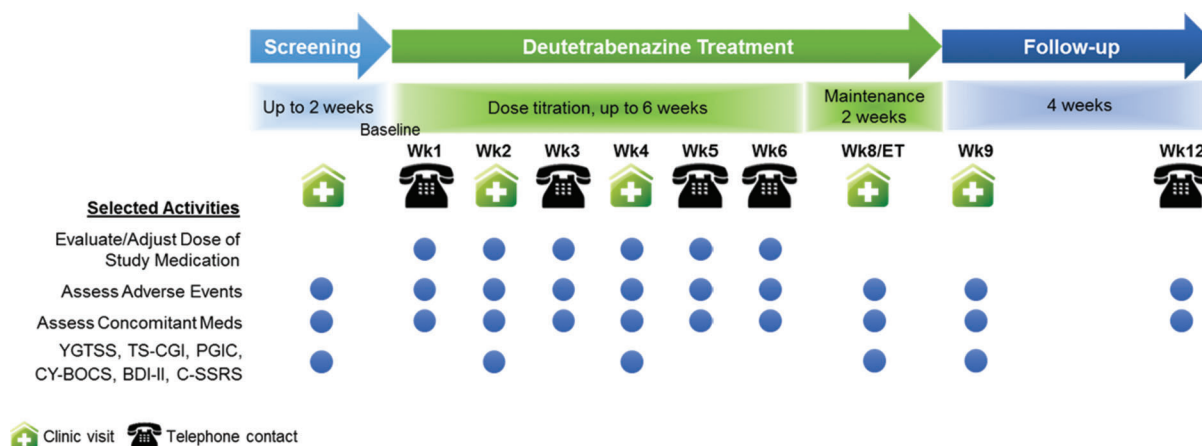 Screening
Deutetrabenazine Treatment
Follow-up
Up to 2 weeks
Dose titration, up to 6 weeks
Maintenance
2 weeks
4 weeks
Baseline
Wk1
Wk2
Wk3
Wk4
Wk5
Wk6
Wk8/ET
Wk9
Wk12
Selected Activities
Evaluate/Adjust Dose of
Study Medication
Assess Adverse Events
Assess Concomitant Meds
YGTSS, TS-CGI, PGIC,
CY-BOCS, BDI-II, C-SSRS
Clinic visit
Telephone contact